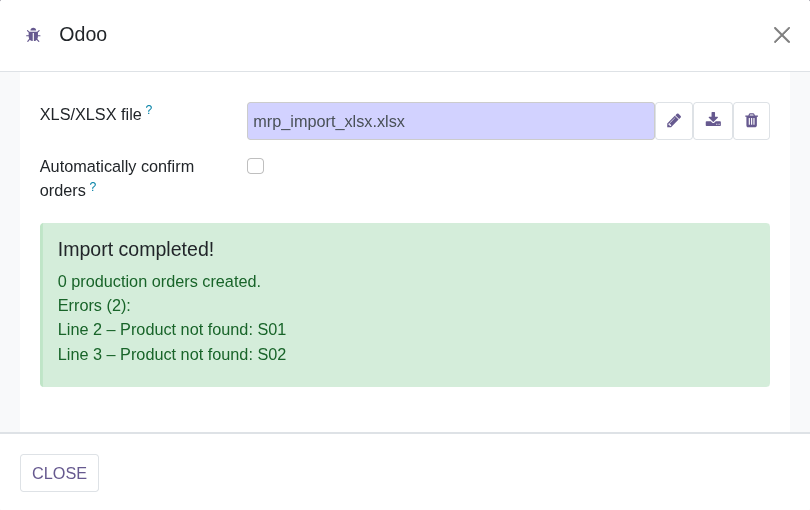 Odoo
XLS/XLSX file ?
mrp_import_xlsx.xlsx
Automatically confirm
orders ?
Import completed!
0 production orders created.
Errors (2):
Line 2 – Product not found: S01
Line 3 – Product not found: S02
CLOSE